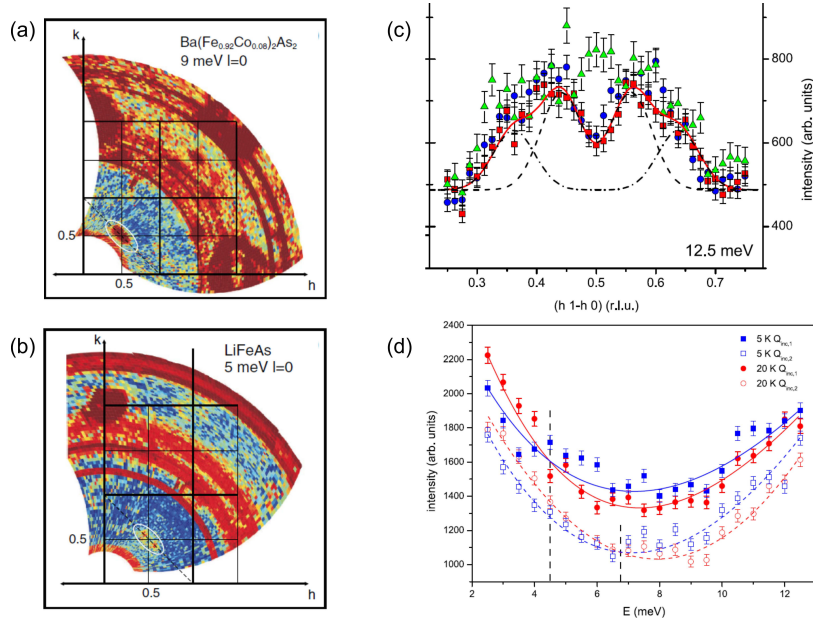 (a)
k
Ba(Fe0.92Co0.08)2As2
9 meV l=0
0.5
0.5
h
(b)
k
LiFeAs
5 meV l=0
0.5
0.5
h
(c)
800
600
400
intensity (arb. units)
12.5 meV
0.3 0.4 0.5 0.6 0.7
(h 1-h 0) (r.l.u.)
(d)
2400
2200
2000
1800
1600
1400
1200
1000
intensity (arb. units)
5 K Qinc,1
5 K Qinc,2
20 K Qinc,1
20 K Qinc,2
2 4 6 8 10 12
E (meV)